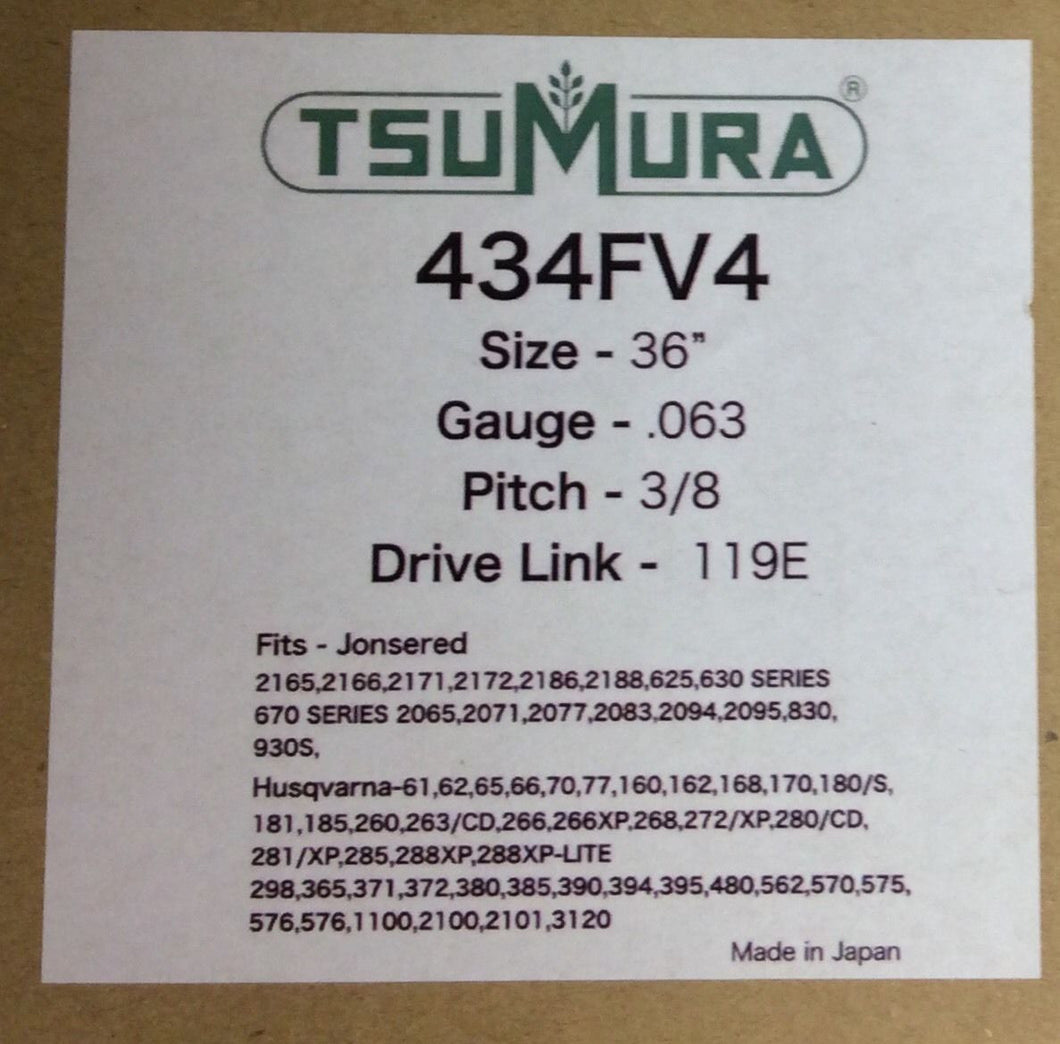 TSUMURA®
434FV4
Size - 36"
Gauge - .063
Pitch - 3/8
Drive Link - 119E
Fits - Jonsered
2165,2166,2171,2172,2186,2188,625,630 SERIES
670 SERIES 2065,2071,2077,2083,2094,2095,830,
930S,
Husqvarna-61,62,65,66,70,77,160,162,168,170,180/S,
181,185,260,263/CD,266,266XP,268,272/XP,280/CD,
281/XP,285,288XP,288XP-LITE
298,365,371,372,380,385,390,394,395,480,562,570,575,
576,576,1100,2100,2101,3120
Made in Japan